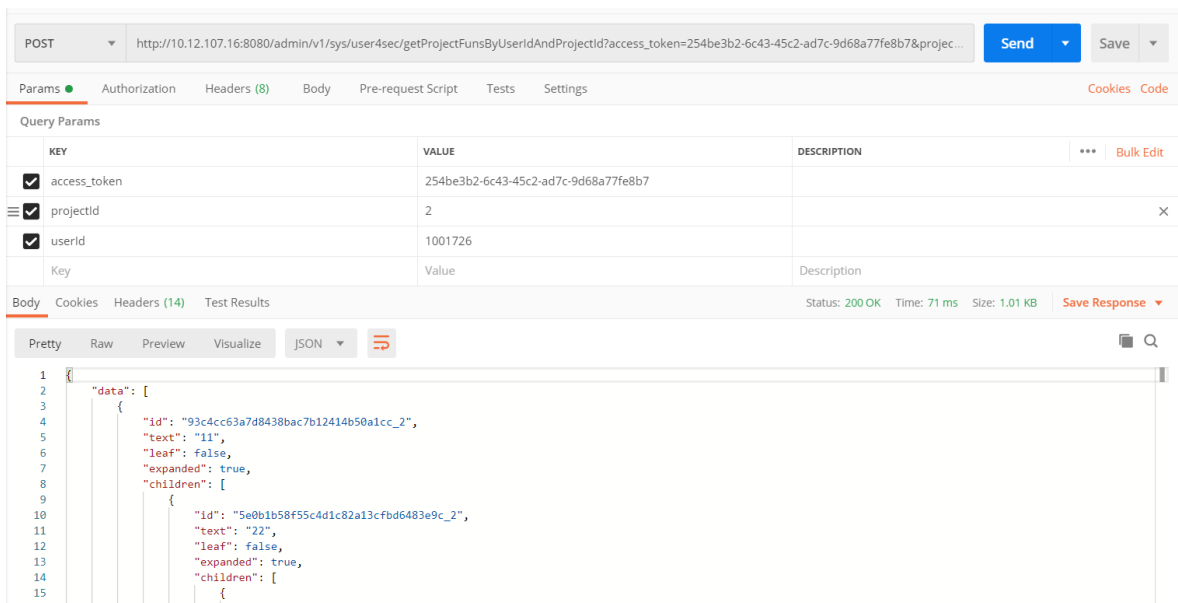 POST http://10.12.107.16:8080/admin/v1/sys/user4sec/getProjectFunsByUserIdAndProjectId?access_token=254be3b2-6c43-45c2-ad7c-9d68a77fe8b7&projec... Send Save
Params Authorization Headers (8) Body Pre-request Script Tests Settings Cookies Code
Query Params
KEY VALUE DESCRIPTION ••• Bulk Edit
access_token 254be3b2-6c43-45c2-ad7c-9d68a77fe8b7
projectId 2
userId 1001726
Key Value Description
Body Cookies Headers (14) Test Results Status: 200 OK Time: 71 ms Size: 1.01 KB Save Response
Pretty Raw Preview Visualize JSON
1 {
2 "data": [
3 {
4 "id": "93c4cc63a7d8438bac7b12414b50a1cc_2",
5 "text": "11",
6 "leaf": false,
7 "expanded": true,
8 "children": [
9 {
10 "id": "5e0b1b58f55c4d1c82a13cfbd6483e9c_2",
11 "text": "22",
12 "leaf": false,
13 "expanded": true,
14 "children": [
15 {